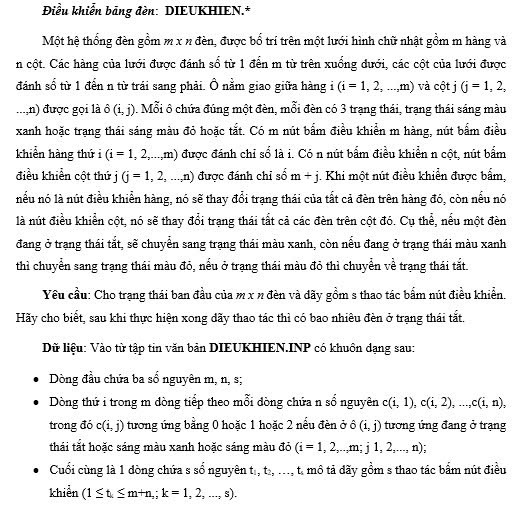 Điều khiển bảng đèn: DIEUKHIEN.*
Một hệ thống đèn gồm m x n đèn, được bố trí trên một lưới hình chữ nhật gồm m hàng và
n cột. Các hàng của lưới được đánh số từ 1 đến m từ trên xuống dưới, các cột của lưới được
đánh số từ 1 đến n từ trái sang phải. Ô nằm giao giữa hàng i (i = 1, 2, ...,m) và cột j (j = 1, 2,
...,n) được gọi là ô (i, j). Mỗi ô chứa đúng một đèn, mỗi đèn có 3 trạng thái, trạng thái sáng màu
xanh hoặc trạng thái sáng màu đỏ hoặc tắt. Có m nút bấm điều khiển m hàng, nút bấm điều
khiển hàng thứ i (i = 1, 2,...,m) được đánh chỉ số là i. Có n nút bấm điều khiển n cột, nút bấm
điều khiển cột thứ j (j = 1, 2, ...,n) được đánh chỉ số m + j. Khi một nút điều khiển được bấm,
nếu nó là nút điều khiển hàng, nó sẽ thay đổi trạng thái của tất cả đèn trên hàng đó, còn nếu nó
là nút điều khiển cột, nó sẽ thay đổi trạng thái tất cả các đèn trên cột đó. Cụ thể, nếu một đèn
đang ở trạng thái tắt, sẽ chuyển sang trạng thái màu xanh, còn nếu đang ở trạng thái màu xanh
thì chuyển sang trạng thái màu đỏ, nếu ở trạng thái màu đỏ thì chuyển về trạng thái tắt.
Yêu cầu: Cho trạng thái ban đầu của m x n đèn và dãy gồm s thao tác bấm nút điều khiển.
Hãy cho biết, sau khi thực hiện xong dãy thao tác thì có bao nhiêu đèn ở trạng thái tắt.
Dữ liệu: Vào từ tập tin văn bản DIEUKHIEN.INP có khuôn dạng sau:
• Dòng đầu chứa ba số nguyên m, n, s;
• Dòng thứ i trong m dòng tiếp theo mỗi dòng chứa n số nguyên c(i, 1), c(i, 2), ...,c(i, n),
trong đó c(i, j) tương ứng bằng 0 hoặc 1 hoặc 2 nếu đèn ở ô (i, j) tương ứng đang ở trạng
thái tắt hoặc sáng màu xanh hoặc sáng màu đỏ (i = 1, 2,..,m; j 1, 2,..., n);
• Cuối cùng là 1 dòng chứa s số nguyên t₁, t₂, …, tₛ mô tả dãy gồm s thao tác bấm nút điều
khiển (1 ≤ tₖ ≤ m+n,; k = 1, 2, ..., s).